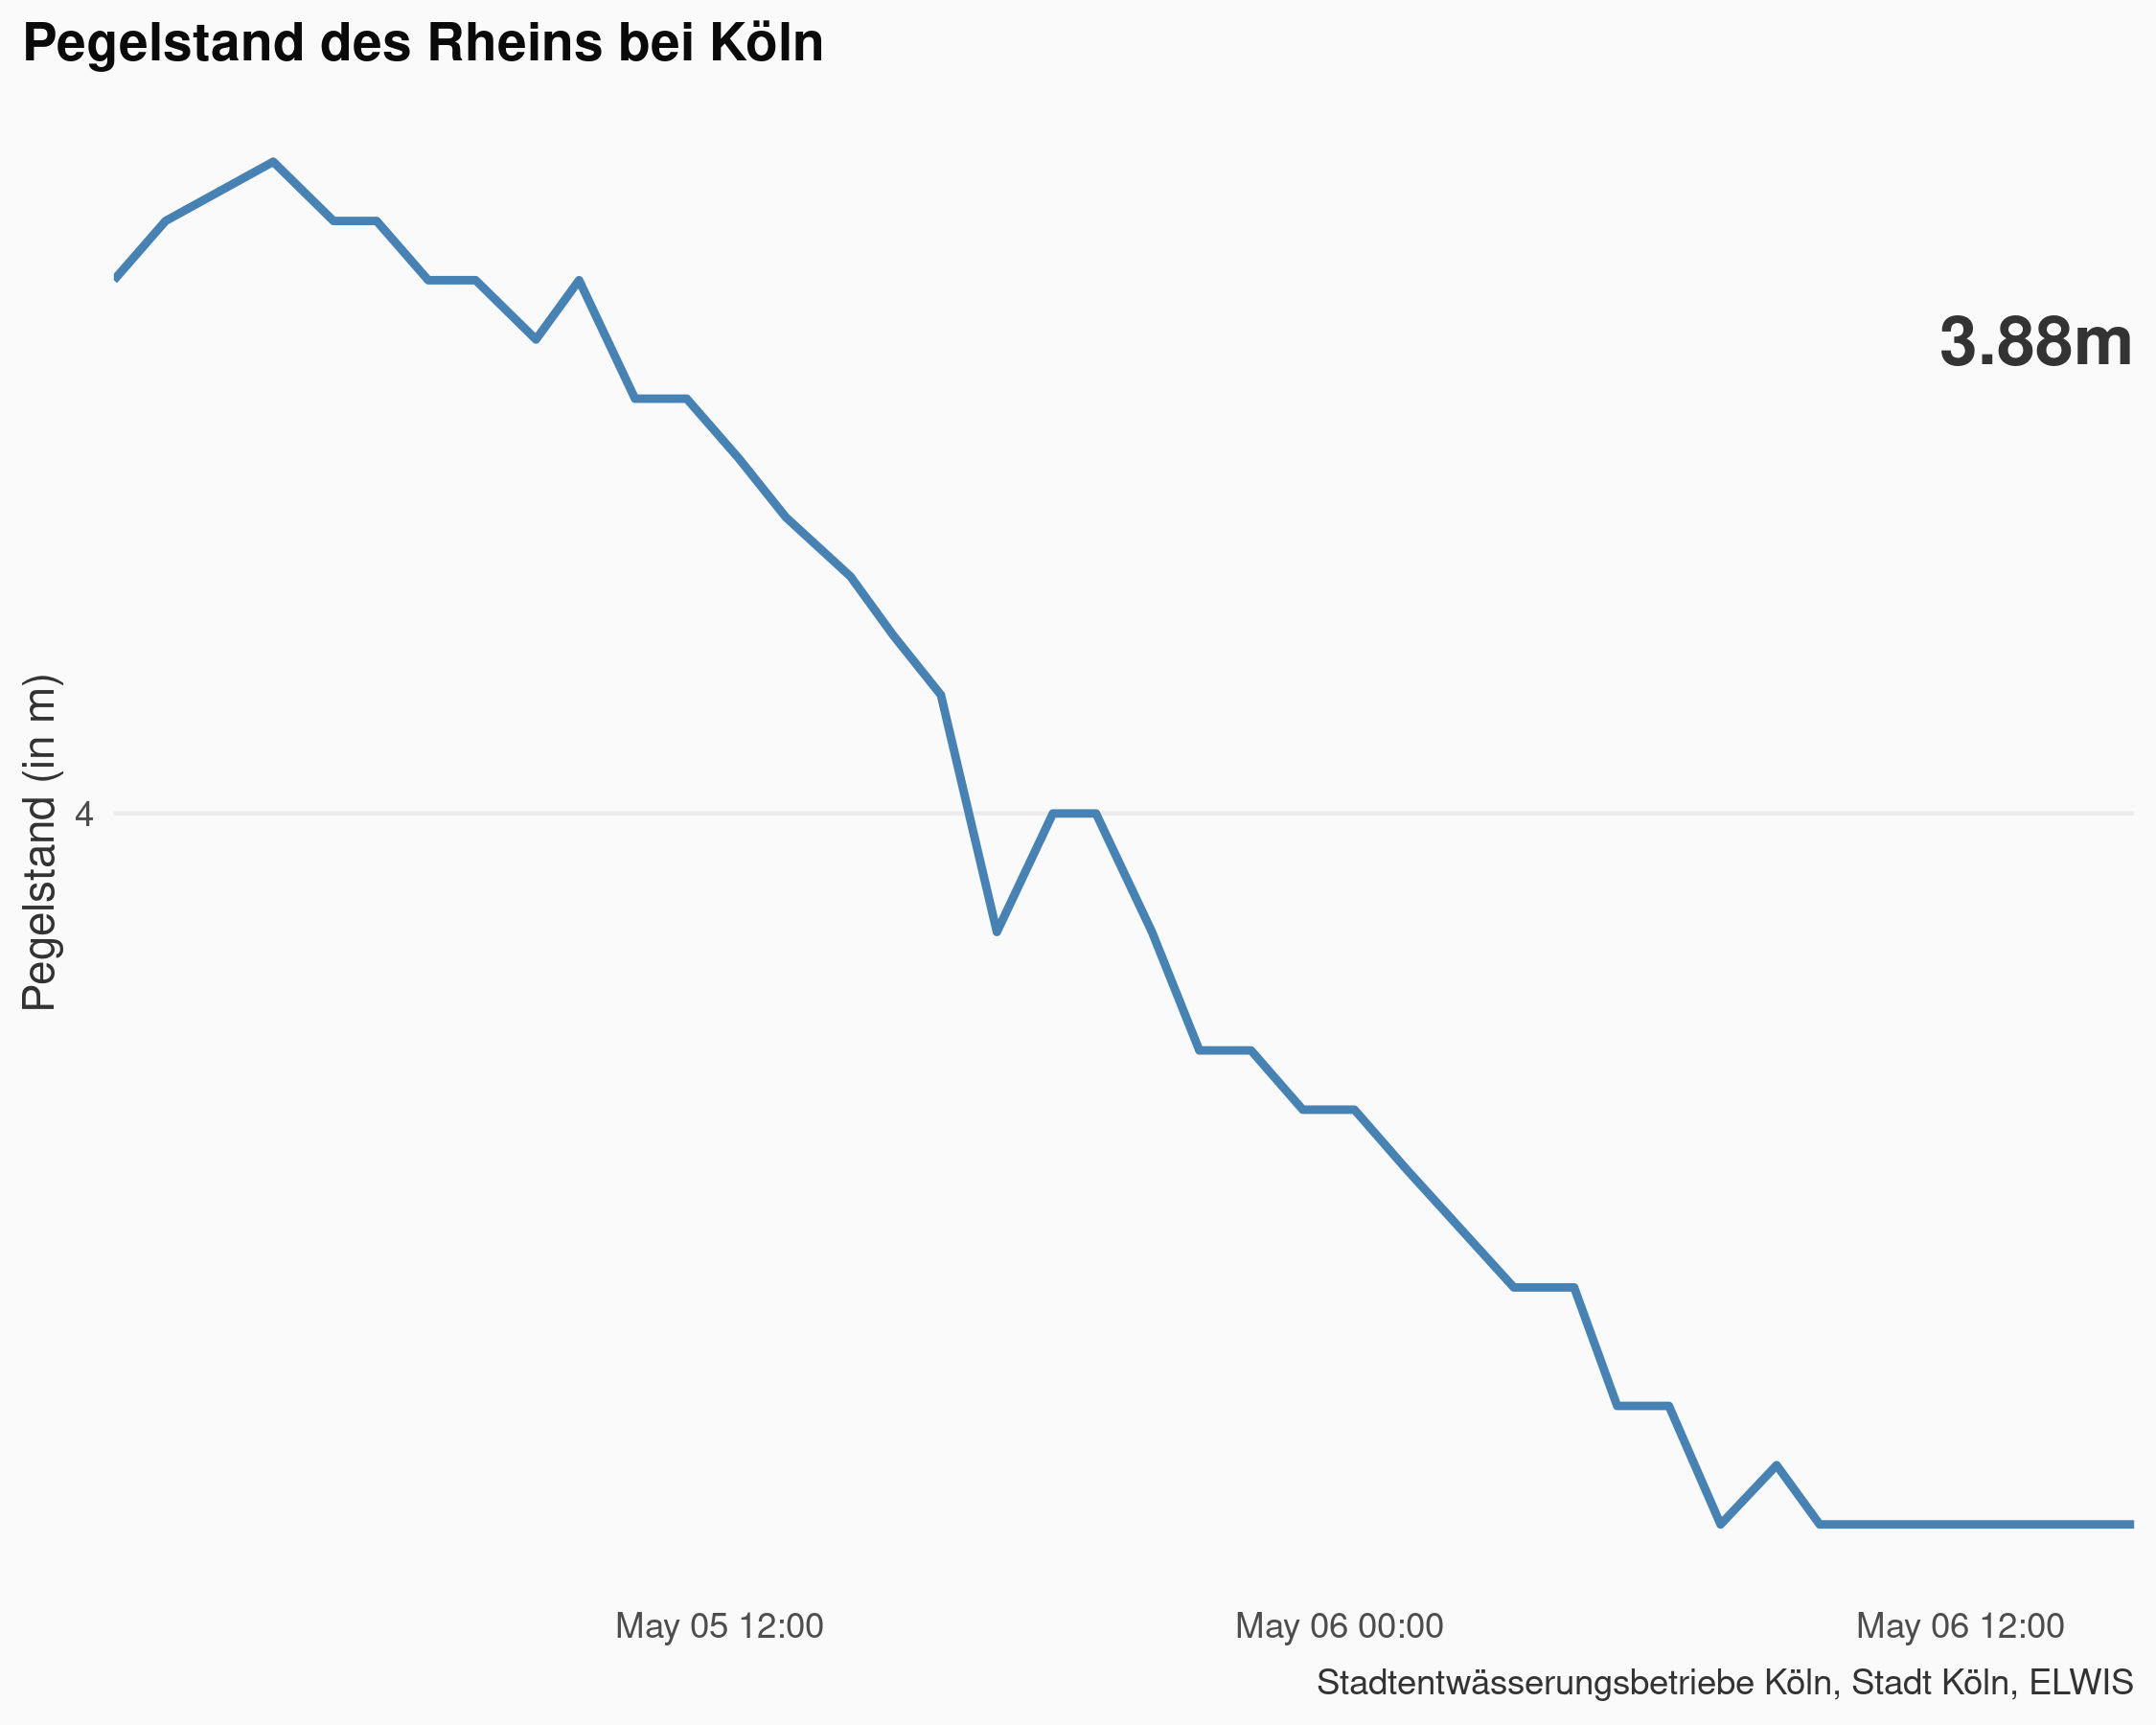 Pegelstand des Rheins bei Köln
3.88m
Pegelstand (in m)
4
May 05 12:00
May 06 00:00
May 06 12:00
Stadtentwässerungsbetriebe Köln, Stadt Köln, ELWIS